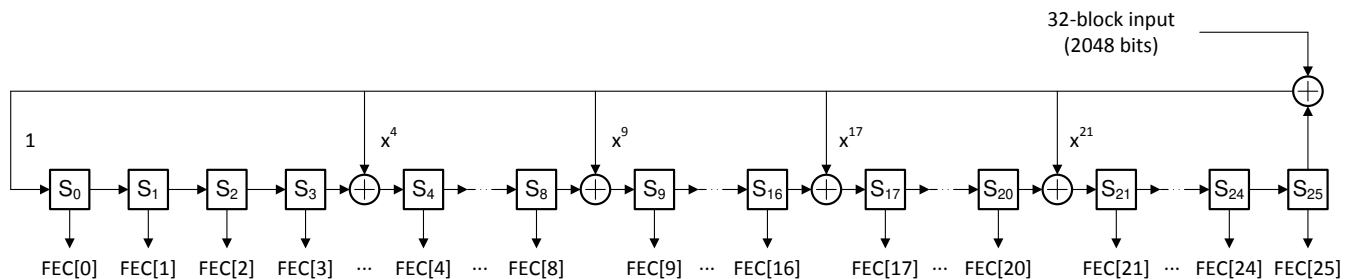 32-block input
(2048 bits)
1 x⁴ x⁹ x¹⁷ x²¹
S₀ S₁ S₂ S₃ S₄ ··· S₈ S₉ ··· S₁₆ S₁₇ ··· S₂₀ S₂₁ ··· S₂₄ S₂₅
FEC[0] FEC[1] FEC[2] FEC[3] ··· FEC[4] ··· FEC[8] FEC[9] ··· FEC[16] FEC[17] ··· FEC[20] FEC[21] ··· FEC[24] FEC[25]